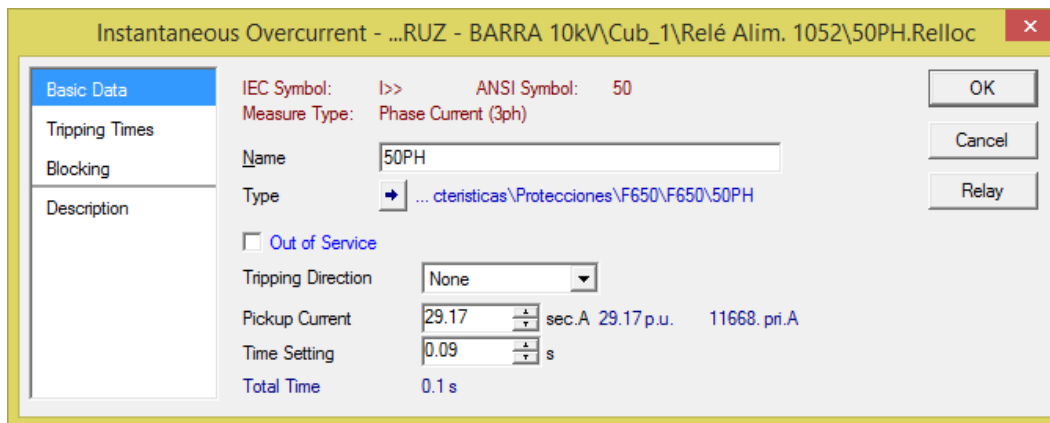 Instantaneous Overcurrent - ...RUZ - BARRA 10kV\Cub_1\Relé Alim. 1052\50PH.Relloc
Basic Data
Tripping Times
Blocking
Description
IEC Symbol: I>> ANSI Symbol: 50
Measure Type: Phase Current (3ph)
Name 50PH
Type ... cteristicas\Protecciones\F650\F650\50PH
Out of Service
Tripping Direction None
Pickup Current 29.17 sec.A 29.17 p.u. 11668. pri.A
Time Setting 0.09 s
Total Time 0.1 s
OK
Cancel
Relay